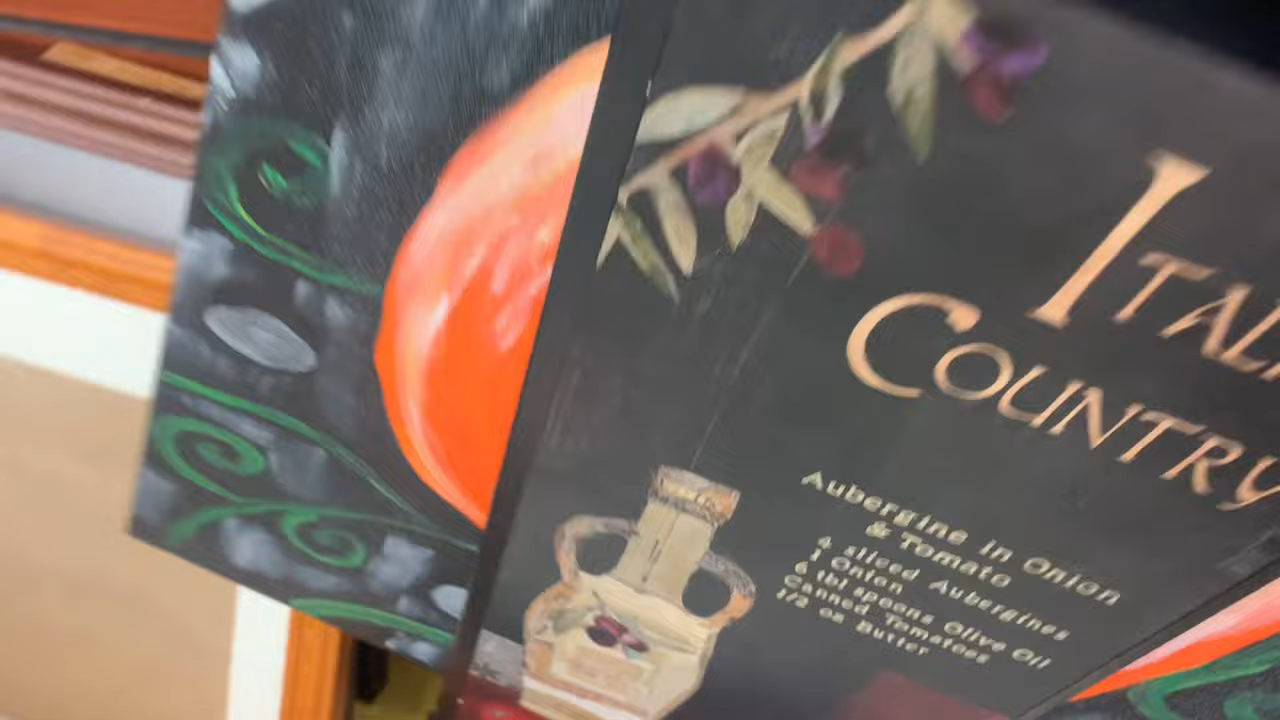 ITAL
COUNTRY
Aubergine in Onion
& Tomato
4 sliced Aubergines
1 Onion
6 tbl spoons Olive Oil
Canned Tomatoes
1/2 oz Butter